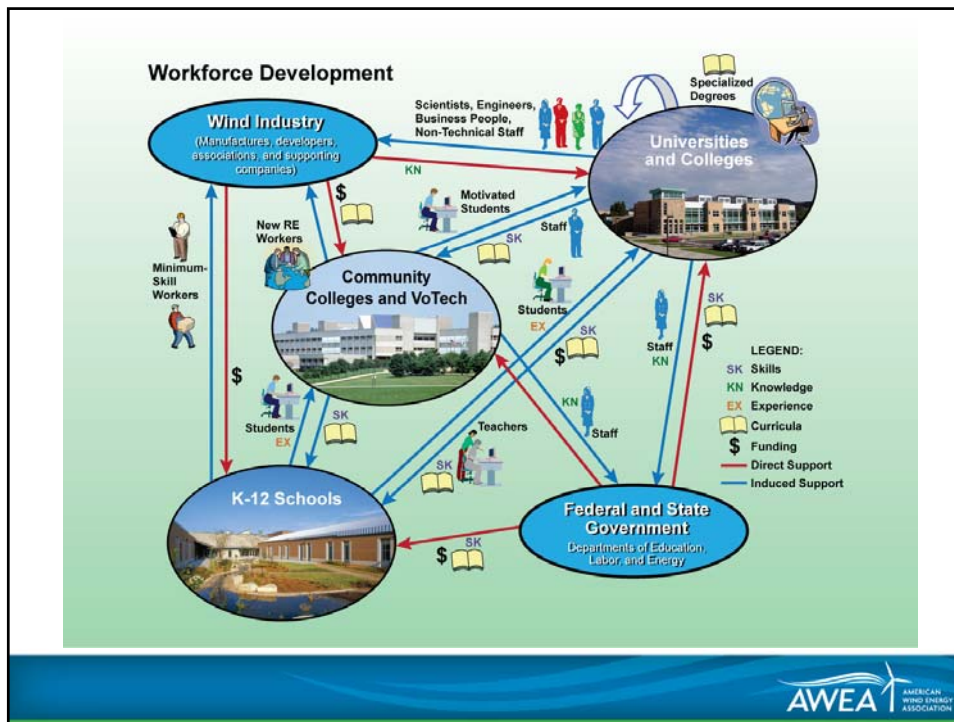 Workforce Development
Specialized
Degrees
Wind Industry
(Manufactures, developers,
associations, and supporting
companies)
Scientists, Engineers,
Business People,
Non-Technical Staff
Universities
and Colleges
KN
$
Motivated
Students
SK
Staff
New RE
Workers
Minimum-
Skill
Workers
Community
Colleges and VoTech
Students
EX
SK
$
SK
$
Staff
KN
$
LEGEND:
SK Skills
KN Knowledge
EX Experience
Curricula
$ Funding
Direct Support
Induced Support
Students
EX
SK
KN
Staff
Teachers
SK
K-12 Schools
Federal and State
Government
Departments of Education,
Labor, and Energy
$
SK
AWEA
AMERICAN
WIND ENERGY
ASSOCIATION